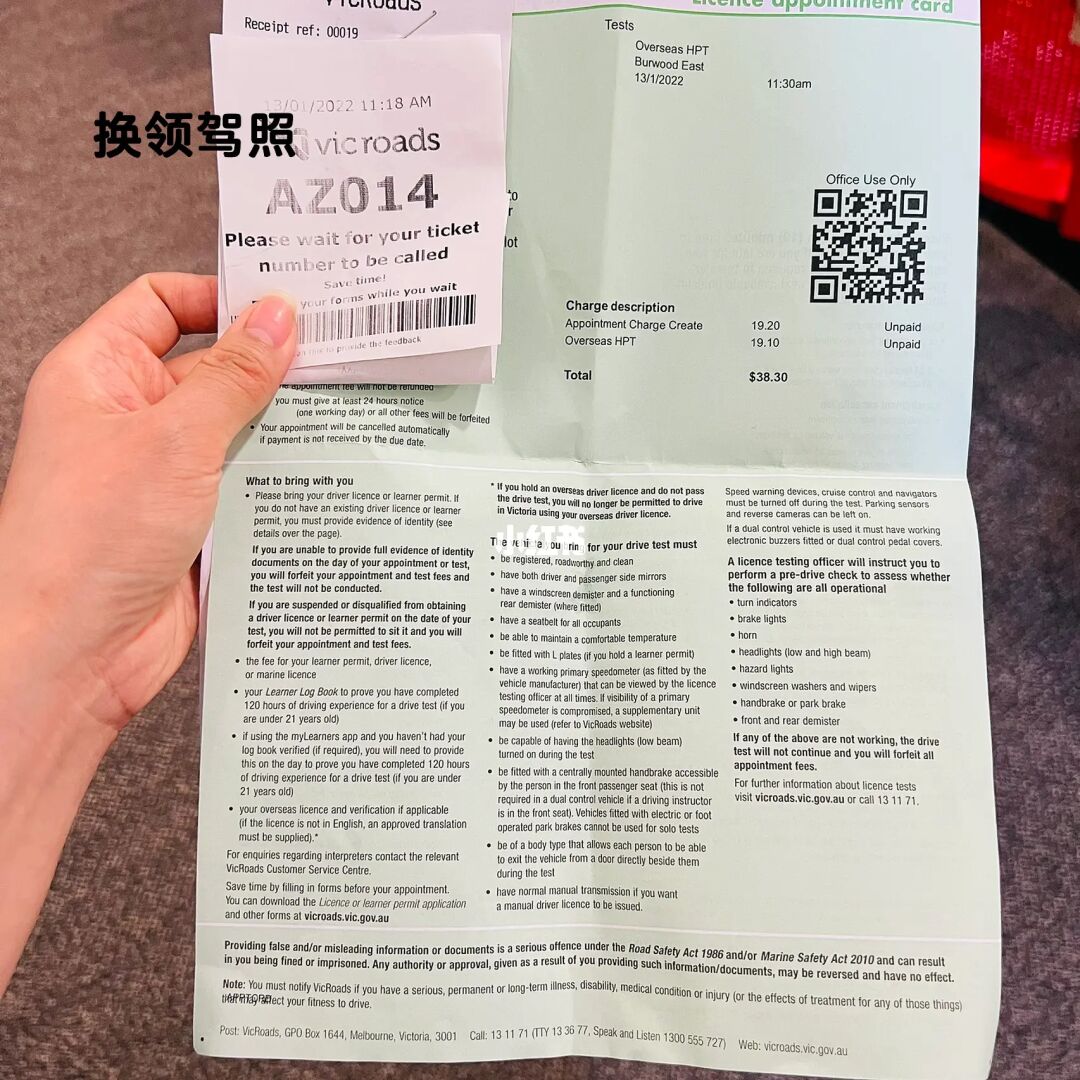 VicRoads
Receipt ref: 00019
13/01/2022 11:18 AM
换领驾照
vicroads
AZ014
Please wait for your ticket
number to be called
Save time!
your forms while you wait
to provide the feedback
Licence appointment card
Tests
Overseas HPT
Burwood East
13/1/2022 11:30am
Office Use Only
Charge description
Appointment Charge Create 19.20 Unpaid
Overseas HPT 19.10 Unpaid
Total $38.30
appointment fee will not be refunded
you must give at least 24 hours notice
(one working day) or all other fees will be forfeited
• Your appointment will be cancelled automatically
if payment is not received by the due date.
What to bring with you
• Please bring your driver licence or learner permit. If
you do not have an existing driver licence or learner
permit, you must provide evidence of identity (see
details over the page).
If you are unable to provide full evidence of identity
documents on the day of your appointment or test,
you will forfeit your appointment and test fees and
the test will not be conducted.
If you are suspended or disqualified from obtaining
a driver licence or learner permit on the date of your
test, you will not be permitted to sit it and you will
forfeit your appointment and test fees.
• the fee for your learner permit, driver licence,
or marine licence
• your Learner Log Book to prove you have completed
120 hours of driving experience for a drive test (if you
are under 21 years old)
• if using the myLearners app and you haven't had your
log book verified (if required), you will need to provide
this on the day to prove you have completed 120 hours
of driving experience for a drive test (if you are under
21 years old)
• your overseas licence and verification if applicable
(if the licence is not in English, an approved translation
must be supplied).*
For enquiries regarding interpreters contact the relevant
VicRoads Customer Service Centre.
Save time by filling in forms before your appointment.
You can download the Licence or learner permit application
and other forms at vicroads.vic.gov.au
* If you hold an overseas driver licence and do not pass
the drive test, you will no longer be permitted to drive
in Victoria using your overseas driver licence.
小红书
The vehicle you bring for your drive test must
• be registered, roadworthy and clean
• have both driver and passenger side mirrors
• have a windscreen demister and a functioning
rear demister (where fitted)
• have a seatbelt for all occupants
• be able to maintain a comfortable temperature
• be fitted with L plates (if you hold a learner permit)
• have a working primary speedometer (as fitted by the
vehicle manufacturer) that can be viewed by the licence
testing officer at all times. If visibility of a primary
speedometer is compromised, a supplementary unit
may be used (refer to VicRoads website)
• be capable of having the headlights (low beam)
turned on during the test
• be fitted with a centrally mounted handbrake accessible
by the person in the front passenger seat (this is not
required in a dual control vehicle if a driving instructor
is in the front seat). Vehicles fitted with electric or foot
operated park brakes cannot be used for solo tests
• be of a body type that allows each person to be able
to exit the vehicle from a door directly beside them
during the test
• have normal manual transmission if you want
a manual driver licence to be issued.
Speed warning devices, cruise control and navigators
must be turned off during the test. Parking sensors
and reverse cameras can be left on.
If a dual control vehicle is used it must have working
electronic buzzers fitted or dual control pedal covers.
A licence testing officer will instruct you to
perform a pre-drive check to assess whether
the following are all operational
• turn indicators
• brake lights
• horn
• headlights (low and high beam)
• hazard lights
• windscreen washers and wipers
• handbrake or park brake
• front and rear demister
If any of the above are not working, the drive
test will not continue and you will forfeit all
appointment fees.
For further information about licence tests
visit vicroads.vic.gov.au or call 13 11 71.
Providing false and/or misleading information or documents is a serious offence under the Road Safety Act 1986 and/or Marine Safety Act 2010 and can result
in you being fined or imprisoned. Any authority or approval, given as a result of you providing such information/documents, may be reversed and have no effect.
Note: You must notify VicRoads if you have a serious, permanent or long-term illness, disability, medical condition or injury (or the effects of treatment for any of those things)
that may affect your fitness to drive.
Post: VicRoads, GPO Box 1644, Melbourne, Victoria, 3001 Call: 13 11 71 (TTY 13 36 77, Speak and Listen 1300 555 727) Web: vicroads.vic.gov.au